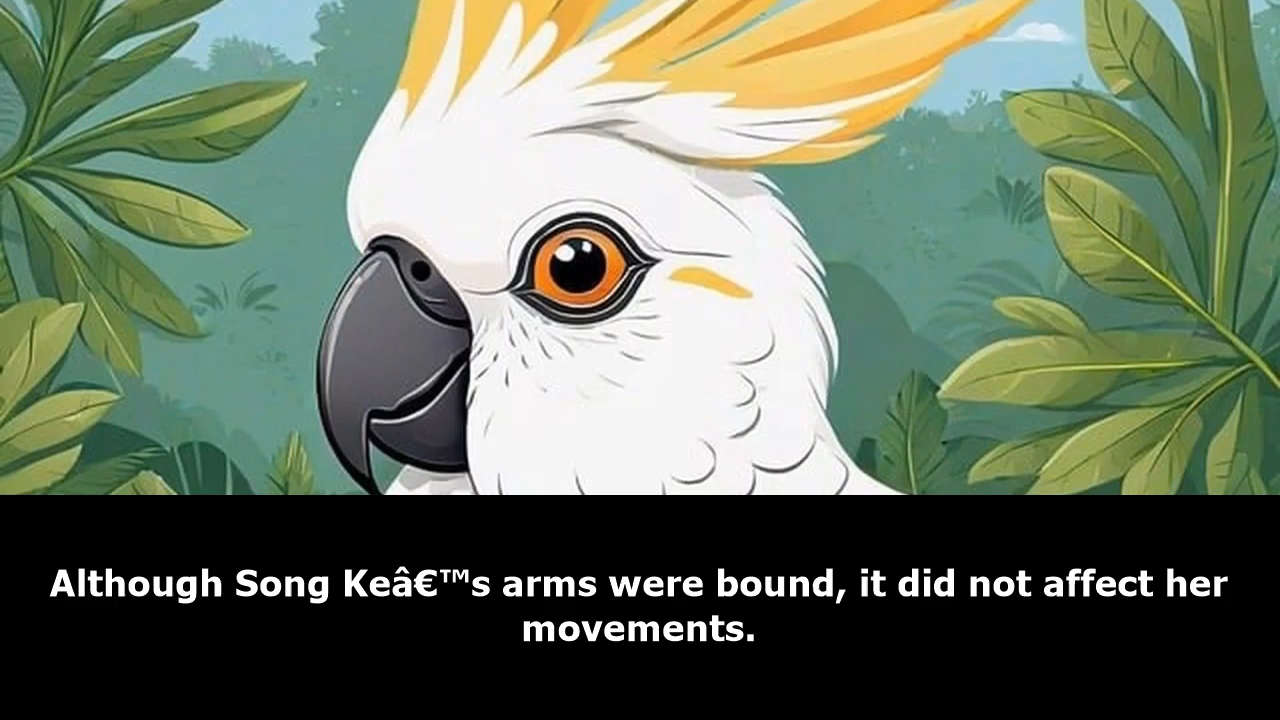 Although Song Keâ€™s arms were bound, it did not affect her
movements.